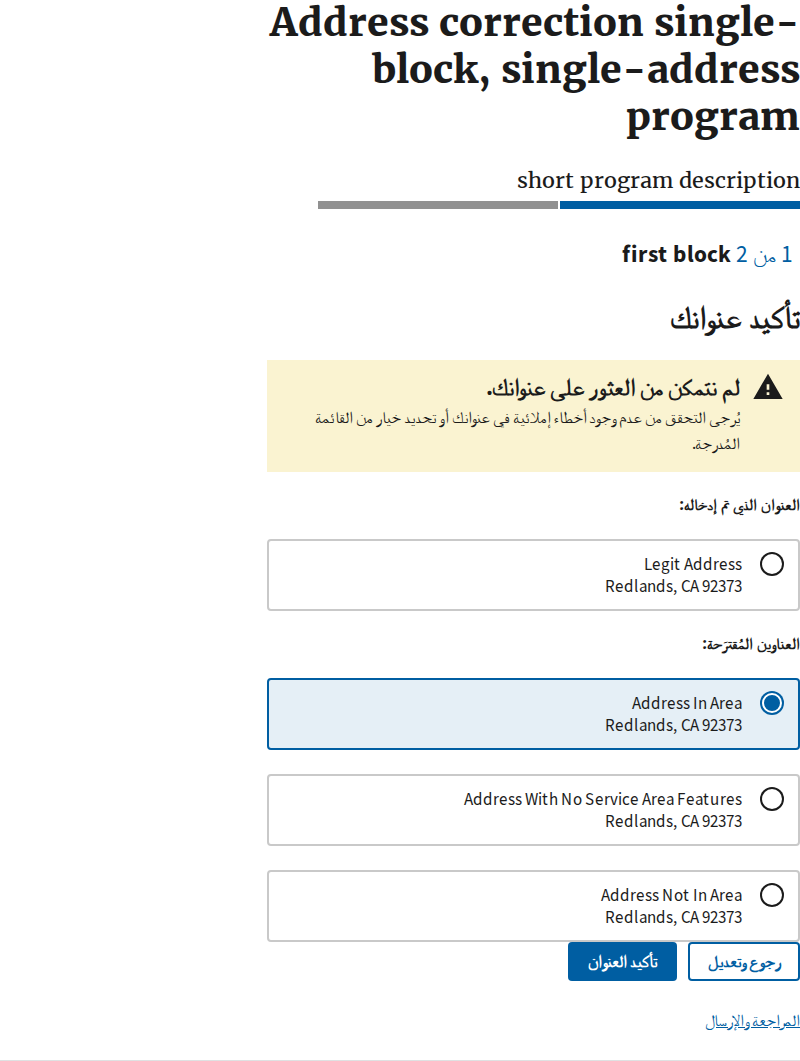 Address correction single-
block, single-address
program
short program description
1 من 2 first block
تأكيد عنوانك
لم نتمكن من العثور على عنوانك.
يُرجى التحقق من عدم وجود أخطاء إملائية في عنوانك أو تحديد خيار من القائمة
المُدرجة.
العنوان الذي تم إدخاله:
Legit Address
Redlands, CA 92373
العناوين المُقترَحة:
Address In Area
Redlands, CA 92373
Address With No Service Area Features
Redlands, CA 92373
Address Not In Area
Redlands, CA 92373
رجوع وتعديل
تأكيد العنوان
المراجعة والإرسال